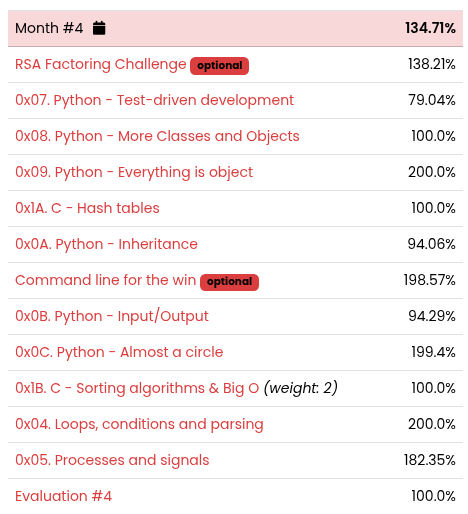 Month #4 134.71%
RSA Factoring Challenge optional 138.21%
0x07. Python - Test-driven development 79.04%
0x08. Python - More Classes and Objects 100.0%
0x09. Python - Everything is object 200.0%
0x1A. C - Hash tables 100.0%
0x0A. Python - Inheritance 94.06%
Command line for the win optional 198.57%
0x0B. Python - Input/Output 94.29%
0x0C. Python - Almost a circle 199.4%
0x1B. C - Sorting algorithms & Big O (weight: 2) 100.0%
0x04. Loops, conditions and parsing 200.0%
0x05. Processes and signals 182.35%
Evaluation #4 100.0%